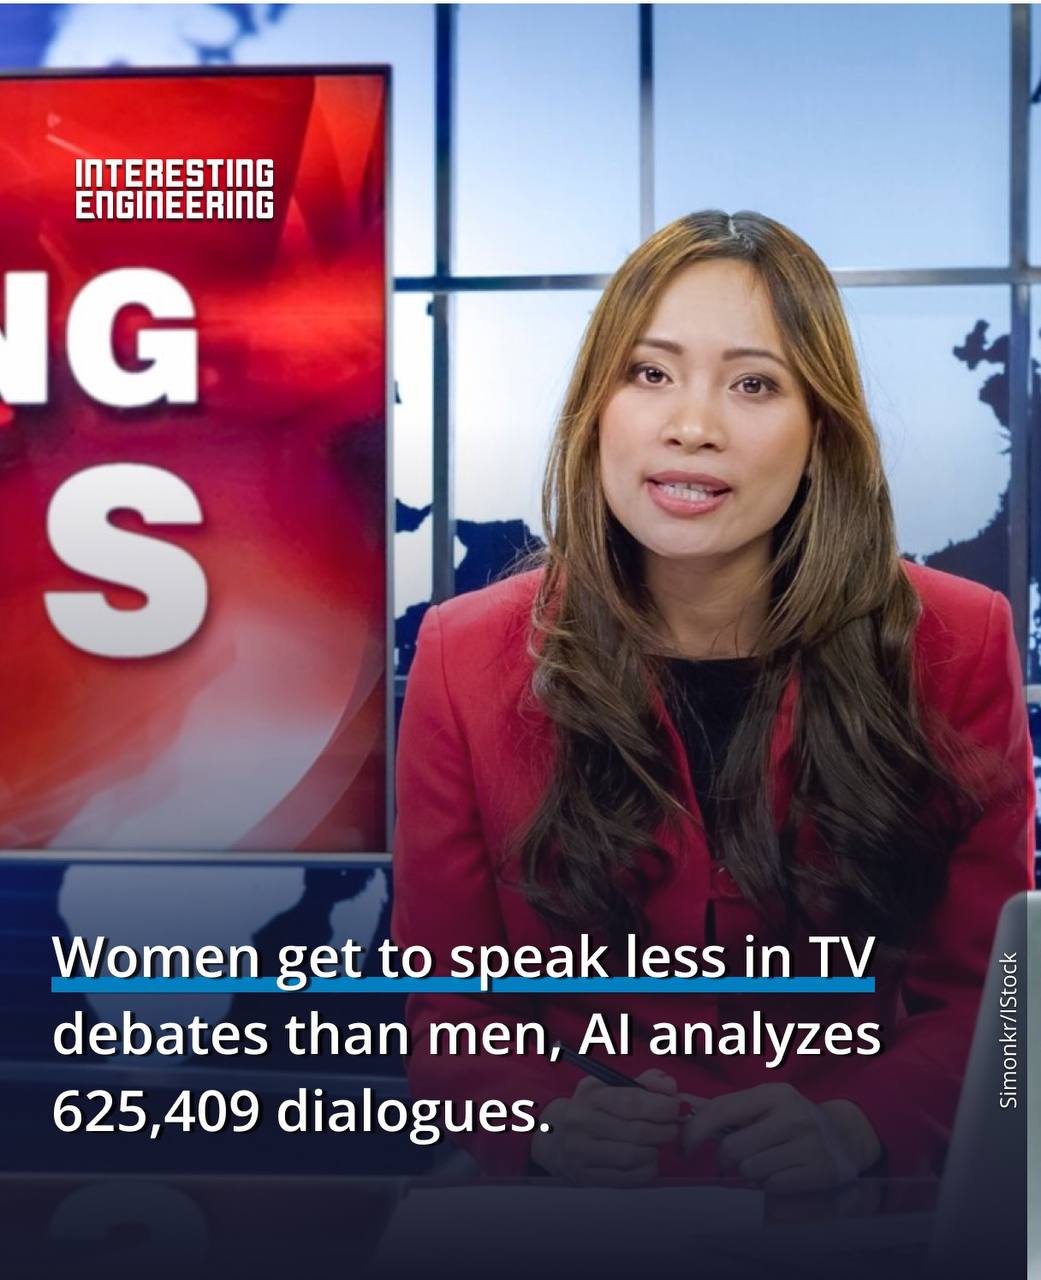 INTERESTING
ENGINEERING
NG
S
Women get to speak less in TV
debates than men, AI analyzes
625,409 dialogues.
Simonkr/IStock